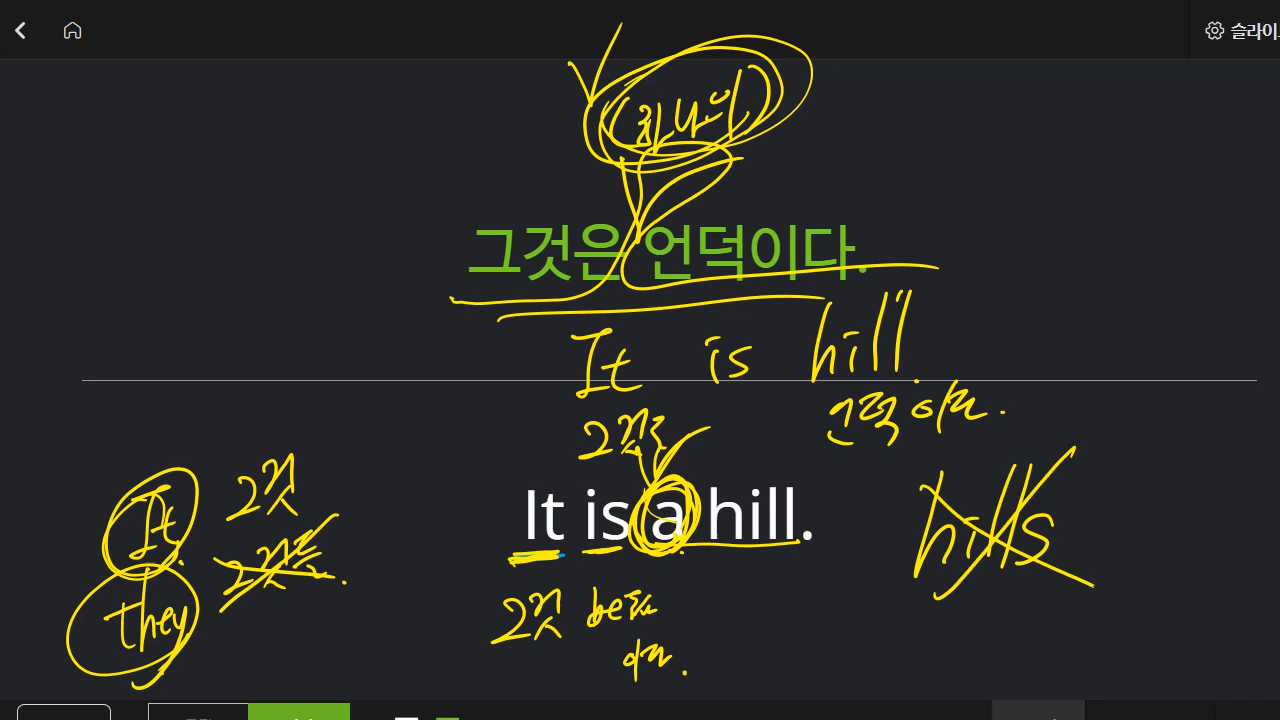 슬라이
(하나의)
그것은 언덕이다.
It is hill
언덕 이다.
그것은
It 그것
It is a hill.
hills
그것들
they
그것 be동사
이다.